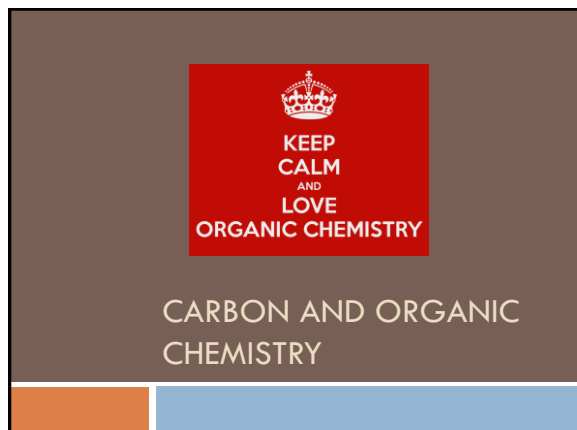 KEEP
CALM
AND
LOVE
ORGANIC CHEMISTRY
CARBON AND ORGANIC
CHEMISTRY